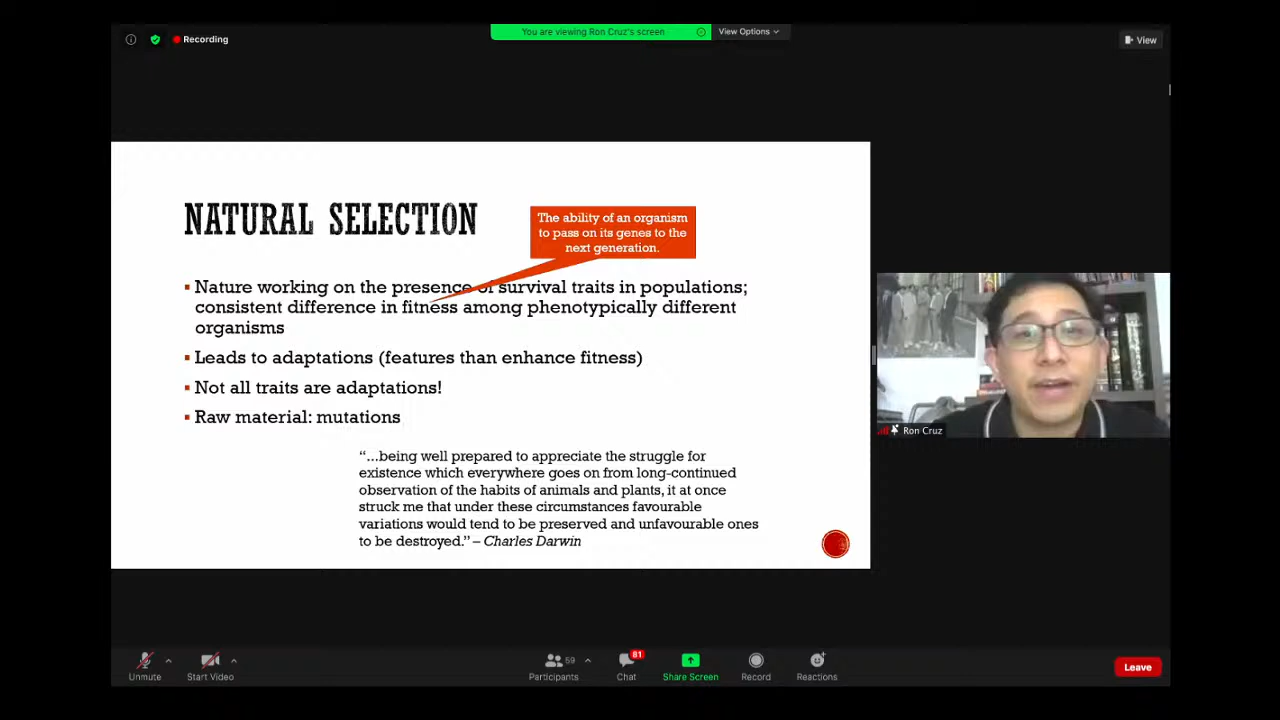 Recording
You are viewing Ron Cruz's screen
View Options
View
NATURAL SELECTION
The ability of an organism
to pass on its genes to the
next generation.
▪ Nature working on the presence of survival traits in populations;
consistent difference in fitness among phenotypically different
organisms
▪ Leads to adaptations (features than enhance fitness)
▪ Not all traits are adaptations!
▪ Raw material: mutations
“...being well prepared to appreciate the struggle for
existence which everywhere goes on from long-continued
observation of the habits of animals and plants, it at once
struck me that under these circumstances favourable
variations would tend to be preserved and unfavourable ones
to be destroyed.” – Charles Darwin
Ron Cruz
Unmute
Start Video
59
Participants
81
Chat
Share Screen
Record
Reactions
Leave